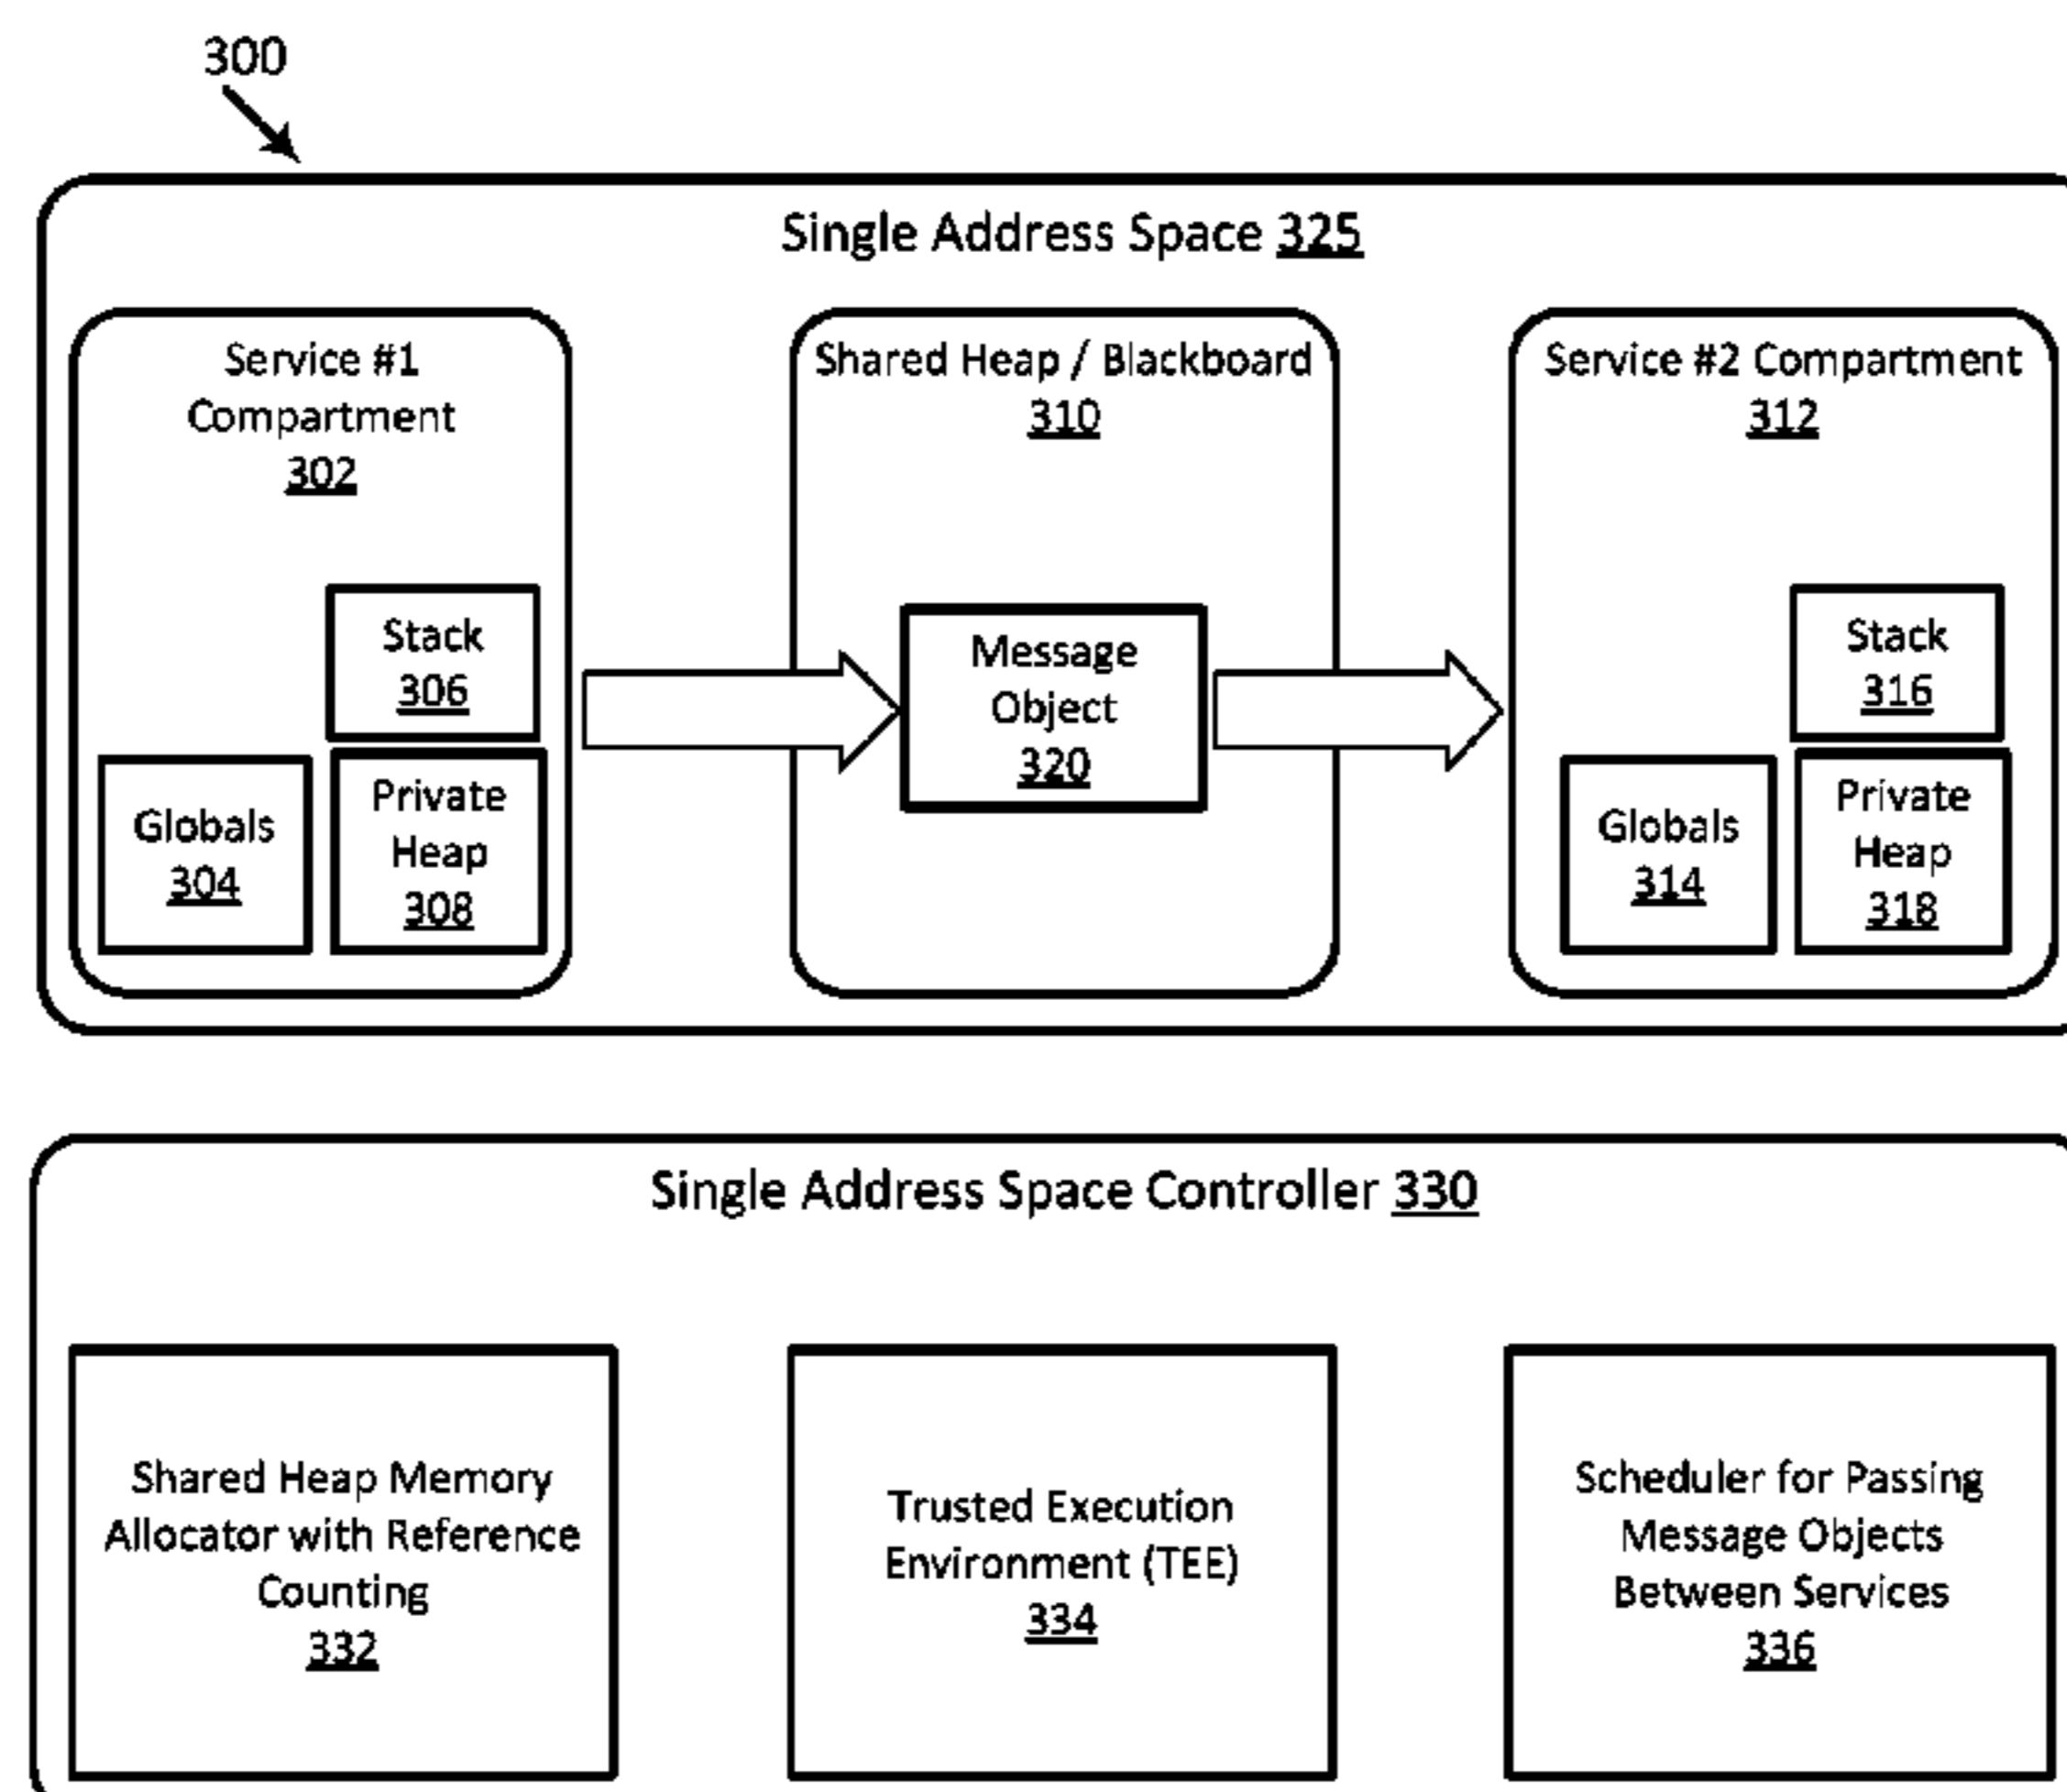 300
Single Address Space 325
Service #1
Compartment
302
Stack
306
Globals
304
Private
Heap
308
Shared Heap / Blackboard
310
Message
Object
320
Service #2 Compartment
312
Stack
316
Globals
314
Private
Heap
318
Single Address Space Controller 330
Shared Heap Memory
Allocator with Reference
Counting
332
Trusted Execution
Environment (TEE)
334
Scheduler for Passing
Message Objects
Between Services
336